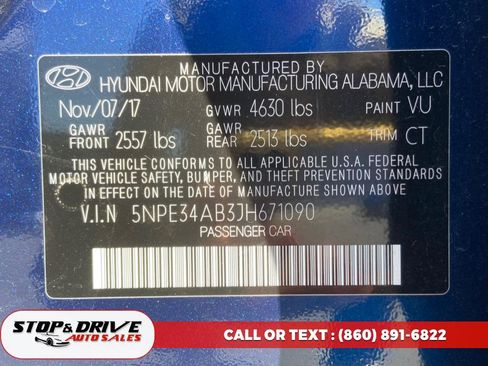 MANUFACTURED BY
HYUNDAI MOTOR MANUFACTURING ALABAMA, LLC
Nov/07/17 GVWR 4630 lbs PAINT VU
GAWR FRONT 2557 lbs GAWR REAR 2513 lbs TRIM CT
THIS VEHICLE CONFORMS TO ALL APPLICABLE U.S.A. FEDERAL
MOTOR VEHICLE SAFETY, BUMPER, AND THEFT PREVENTION STANDARDS
IN EFFECT ON THE DATE OF MANUFACTURE SHOWN ABOVE
V.I.N 5NPE34AB3JH671090
PASSENGER CAR
STOP & DRIVE
AUTO SALES
CALL OR TEXT : (860) 891-6822